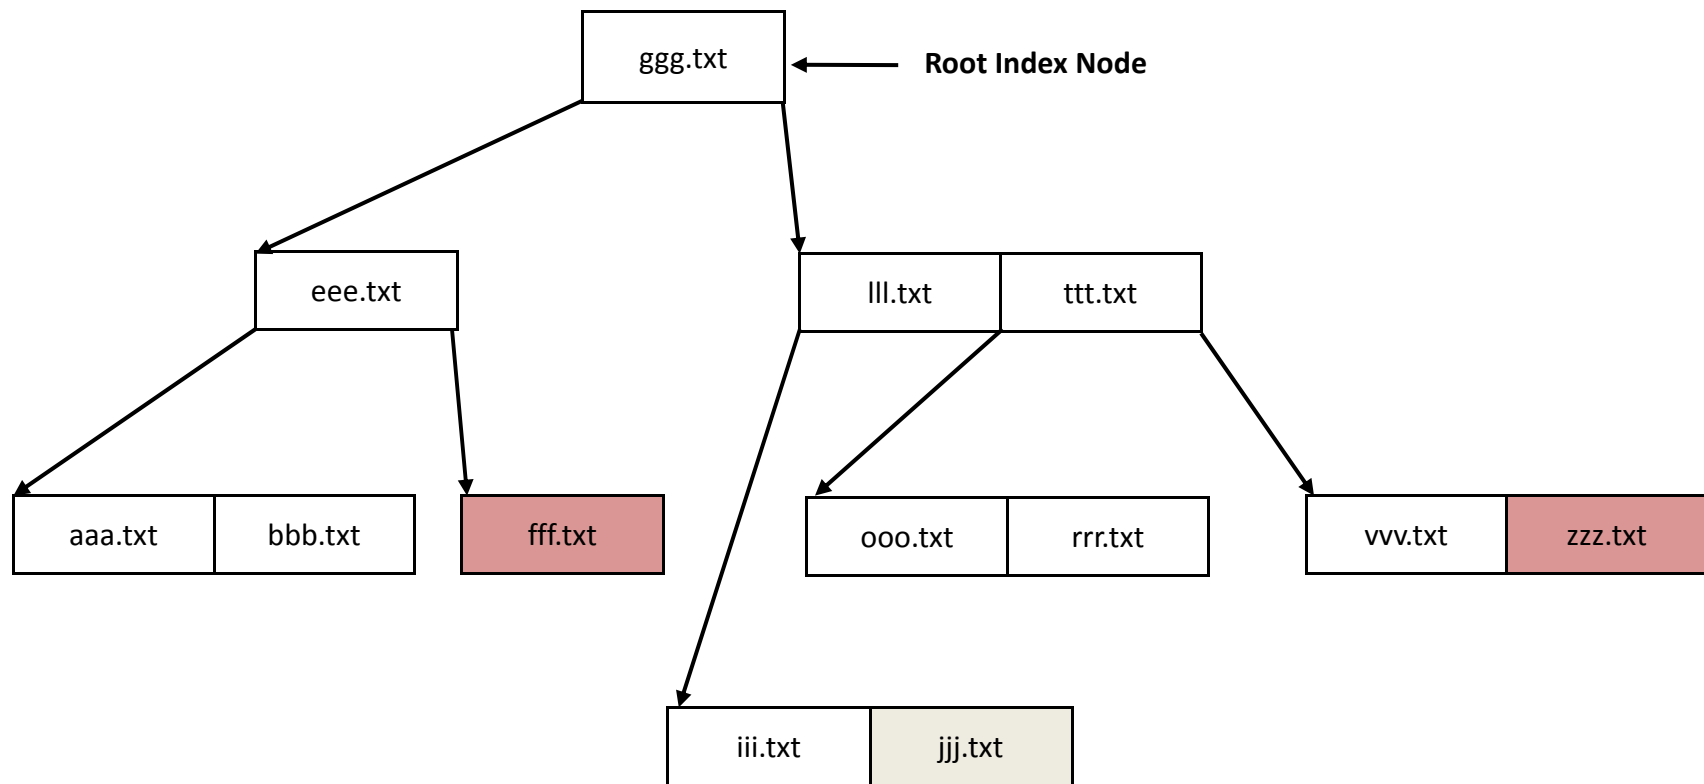 ggg.txt
Root Index Node
eee.txt
lll.txt
ttt.txt
aaa.txt
bbb.txt
fff.txt
ooo.txt
rrr.txt
vvv.txt
zzz.txt
iii.txt
jjj.txt